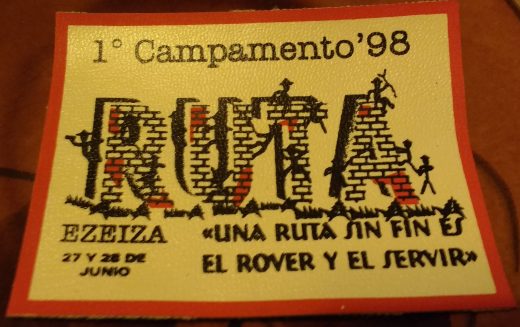 1° Campamento '98
RUTA
EZEIZA
27 Y 28 DE
JUNIO
«UNA RUTA SIN FIN ES
EL ROVER Y EL SERVIR»